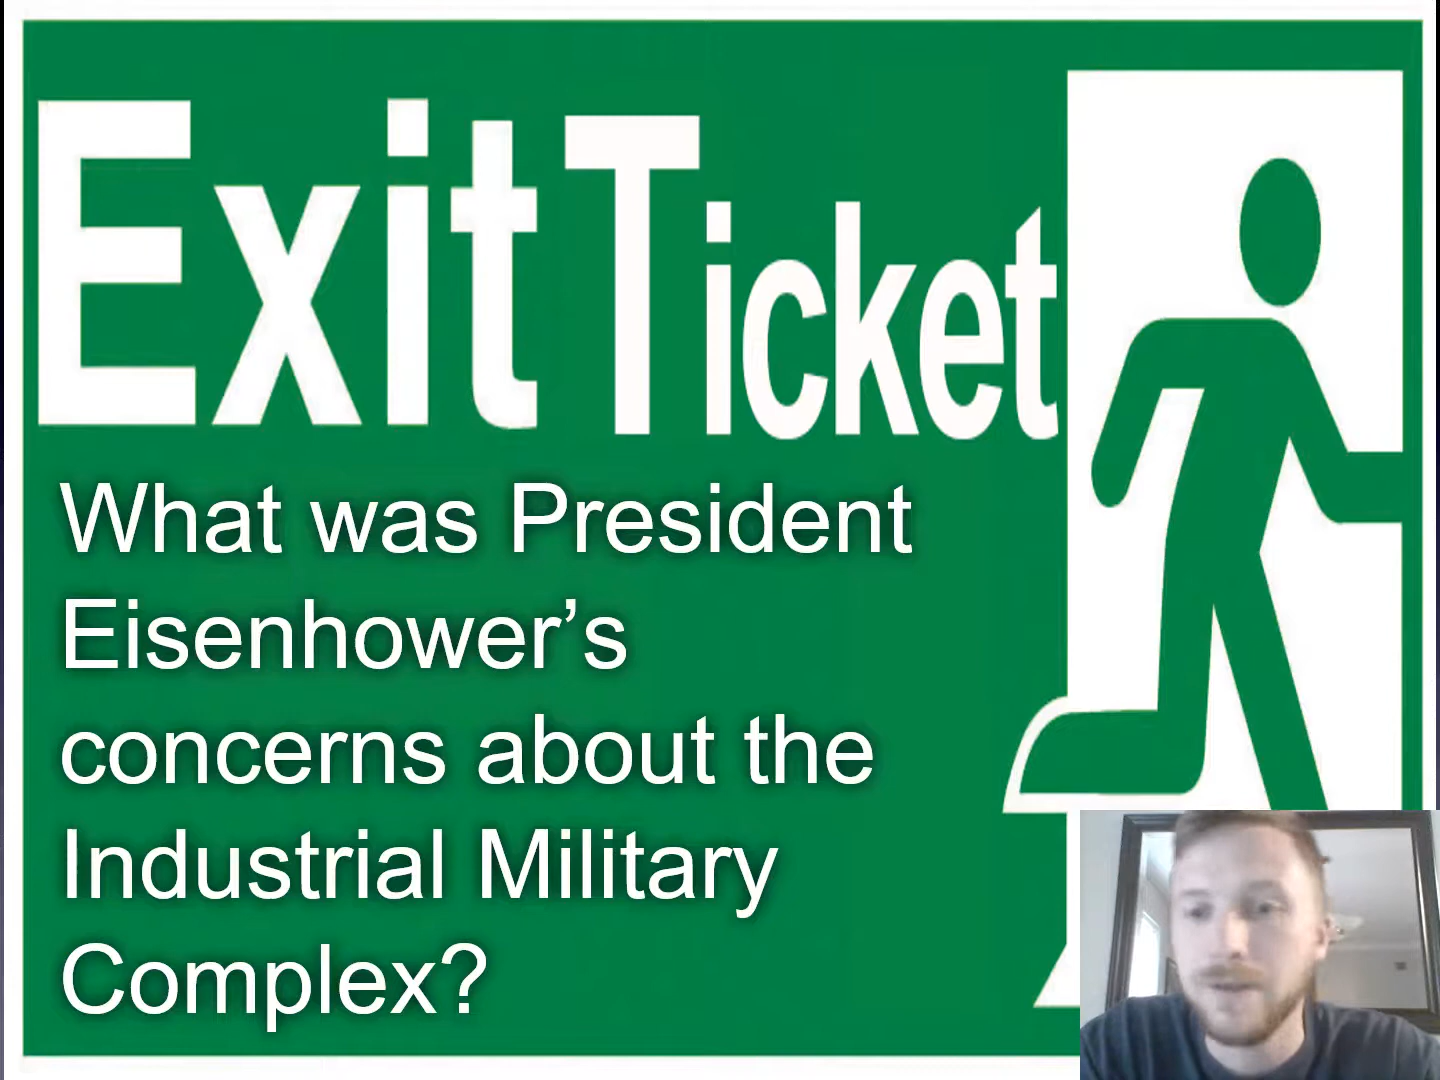 Exit Ticket
What was President
Eisenhower’s
concerns about the
Industrial Military
Complex?